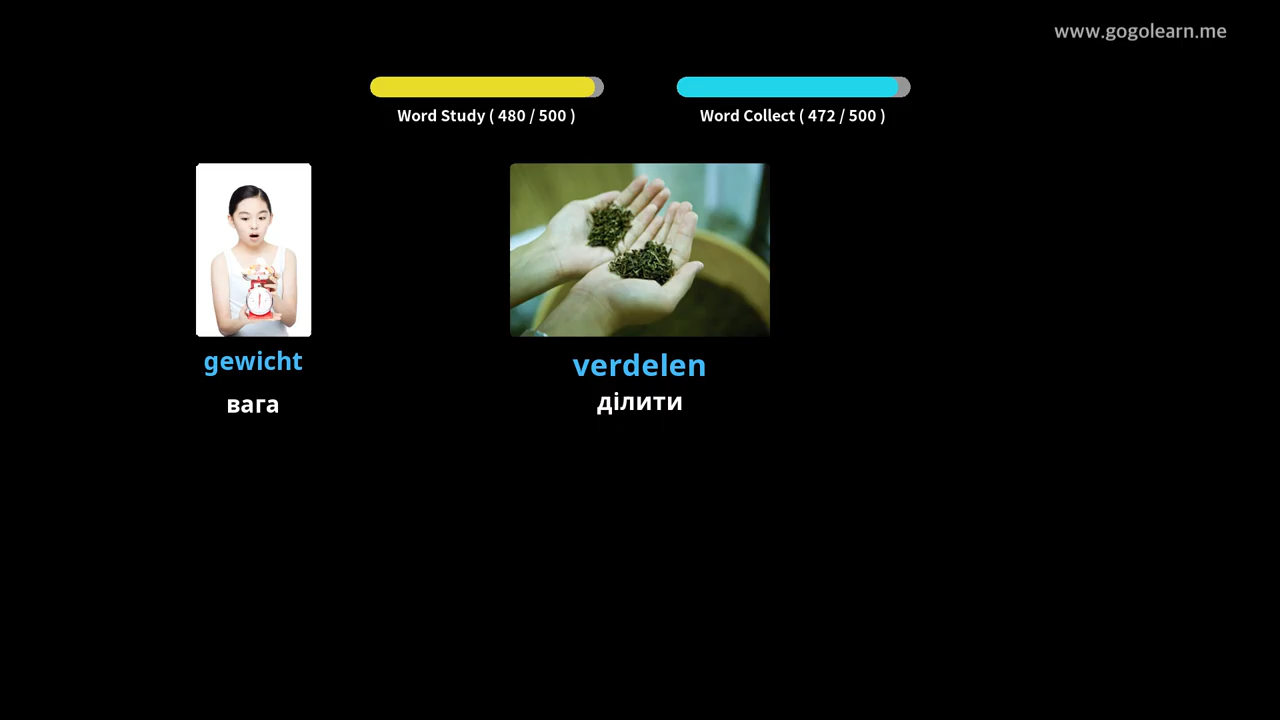 www.gogolearn.me
Word Study ( 480 / 500 )
Word Collect ( 472 / 500 )
gewicht
вага
verdelen
ділити